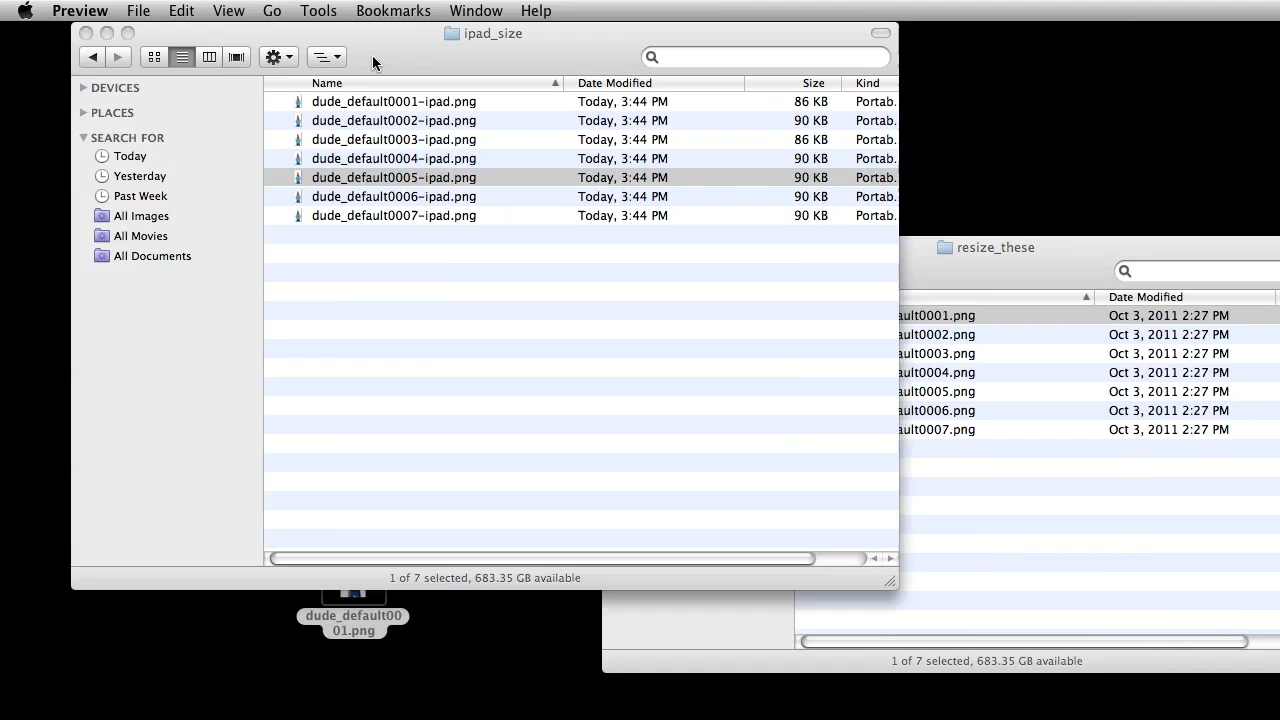 Preview File Edit View Go Tools Bookmarks Window Help
ipad_size
DEVICES
PLACES
SEARCH FOR
Today
Yesterday
Past Week
All Images
All Movies
All Documents
Name Date Modified Size Kind
dude_default0001-ipad.png Today, 3:44 PM 86 KB Portab.
dude_default0002-ipad.png Today, 3:44 PM 90 KB Portab.
dude_default0003-ipad.png Today, 3:44 PM 86 KB Portab.
dude_default0004-ipad.png Today, 3:44 PM 90 KB Portab.
dude_default0005-ipad.png Today, 3:44 PM 90 KB Portab.
dude_default0006-ipad.png Today, 3:44 PM 90 KB Portab.
dude_default0007-ipad.png Today, 3:44 PM 90 KB Portab.
1 of 7 selected, 683.35 GB available
resize_these
Date Modified
ault0001.png Oct 3, 2011 2:27 PM
ault0002.png Oct 3, 2011 2:27 PM
ault0003.png Oct 3, 2011 2:27 PM
ault0004.png Oct 3, 2011 2:27 PM
ault0005.png Oct 3, 2011 2:27 PM
ault0006.png Oct 3, 2011 2:27 PM
ault0007.png Oct 3, 2011 2:27 PM
1 of 7 selected, 683.35 GB available
dude_default00
01.png